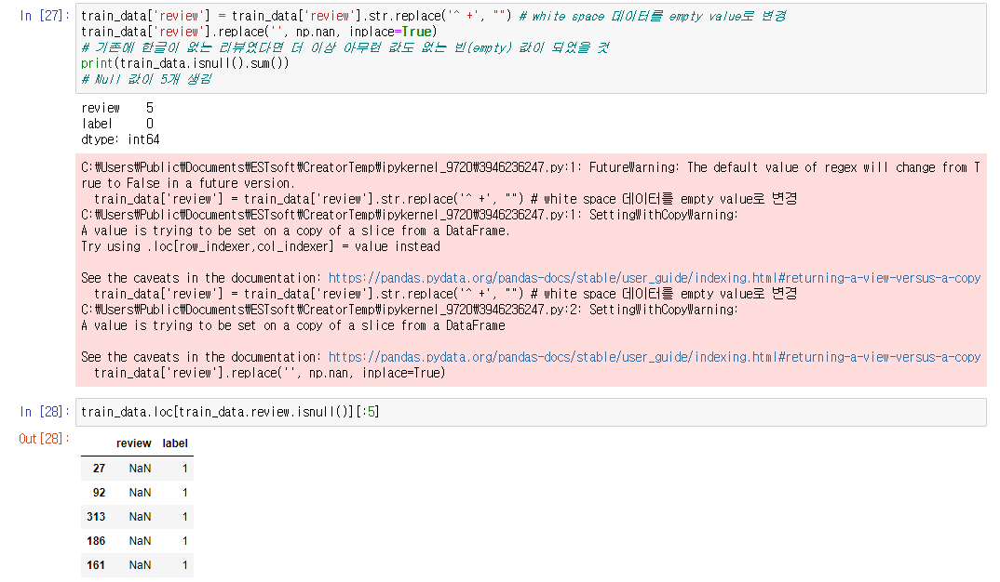 In [27]: train_data['review'] = train_data['review'].str.replace('^ +', "") # white space 데이터를 empty value로 변경
train_data['review'].replace('', np.nan, inplace=True)
# 기존에 한글이 없는 리뷰였다면 더 이상 아무런 값도 없는 빈(empty) 값이 되었을 것
print(train_data.isnull().sum())
# Null 값이 5개 생김
review    5
label     0
dtype: int64
C:₩Users₩Public₩Documents₩ESTsoft₩CreatorTemp₩ipykernel_9720₩3946236247.py:1: FutureWarning: The default value of regex will change from T
rue to False in a future version.
  train_data['review'] = train_data['review'].str.replace('^ +', "") # white space 데이터를 empty value로 변경
C:₩Users₩Public₩Documents₩ESTsoft₩CreatorTemp₩ipykernel_9720₩3946236247.py:1: SettingWithCopyWarning:
A value is trying to be set on a copy of a slice from a DataFrame.
Try using .loc[row_indexer,col_indexer] = value instead
See the caveats in the documentation: https://pandas.pydata.org/pandas-docs/stable/user_guide/indexing.html#returning-a-view-versus-a-copy
  train_data['review'] = train_data['review'].str.replace('^ +', "") # white space 데이터를 empty value로 변경
C:₩Users₩Public₩Documents₩ESTsoft₩CreatorTemp₩ipykernel_9720₩3946236247.py:2: SettingWithCopyWarning:
A value is trying to be set on a copy of a slice from a DataFrame
See the caveats in the documentation: https://pandas.pydata.org/pandas-docs/stable/user_guide/indexing.html#returning-a-view-versus-a-copy
  train_data['review'].replace('', np.nan, inplace=True)
In [28]: train_data.loc[train_data.review.isnull()][:5]
Out[28]:
review label
27 NaN 1
92 NaN 1
313 NaN 1
186 NaN 1
161 NaN 1